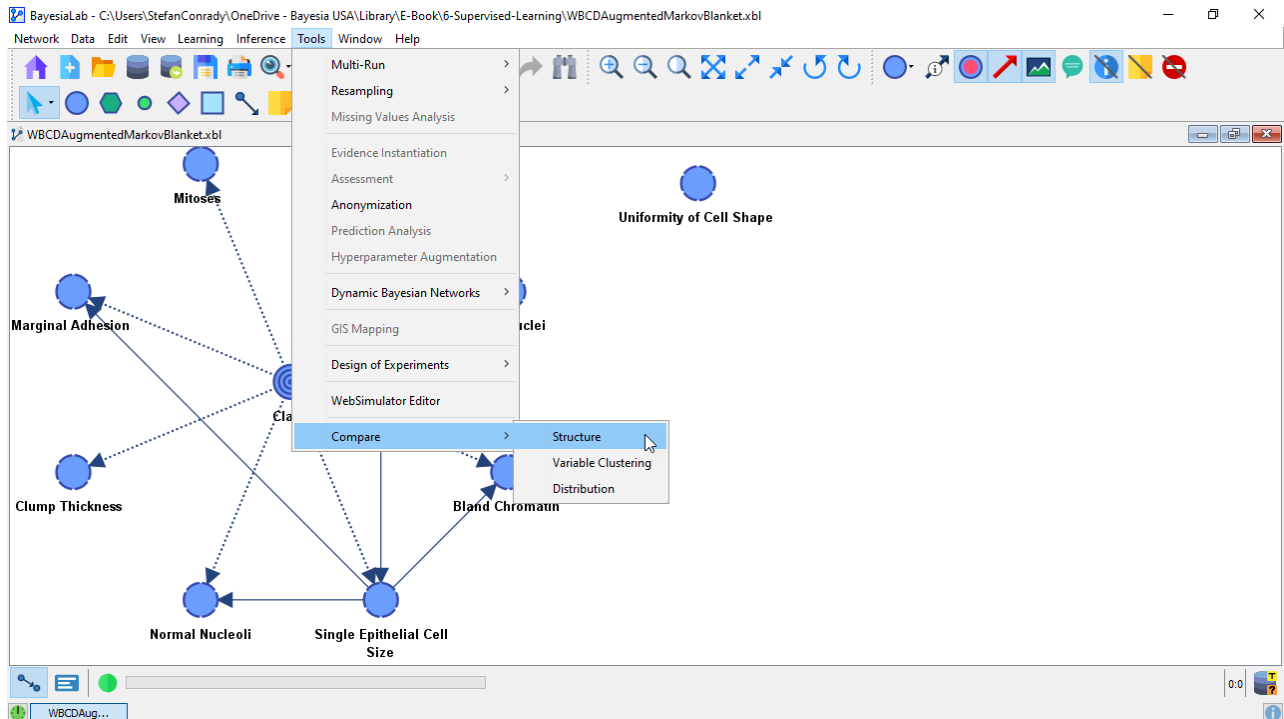 BayesiaLab - C:\Users\StefanConrady\OneDrive - Bayesia USA\Library\E-Book\6-Supervised-Learning\WBCDAugmentedMarkovBlanket.xbl
Network Data Edit View Learning Inference Tools Window Help
WBCDAugmentedMarkovBlanket.xbl
Multi-Run
Resampling
Missing Values Analysis
Evidence Instantiation
Assessment
Anonymization
Prediction Analysis
Hyperparameter Augmentation
Dynamic Bayesian Networks
GIS Mapping
Design of Experiments
WebSimulator Editor
Compare
Structure
Variable Clustering
Distribution
Mitoses
Uniformity of Cell Shape
Marginal Adhesion
uclei
Cla
Clump Thickness
Bland Chromatin
Normal Nucleoli
Single Epithelial Cell
Size
0:0
T
?
WBCDAug...